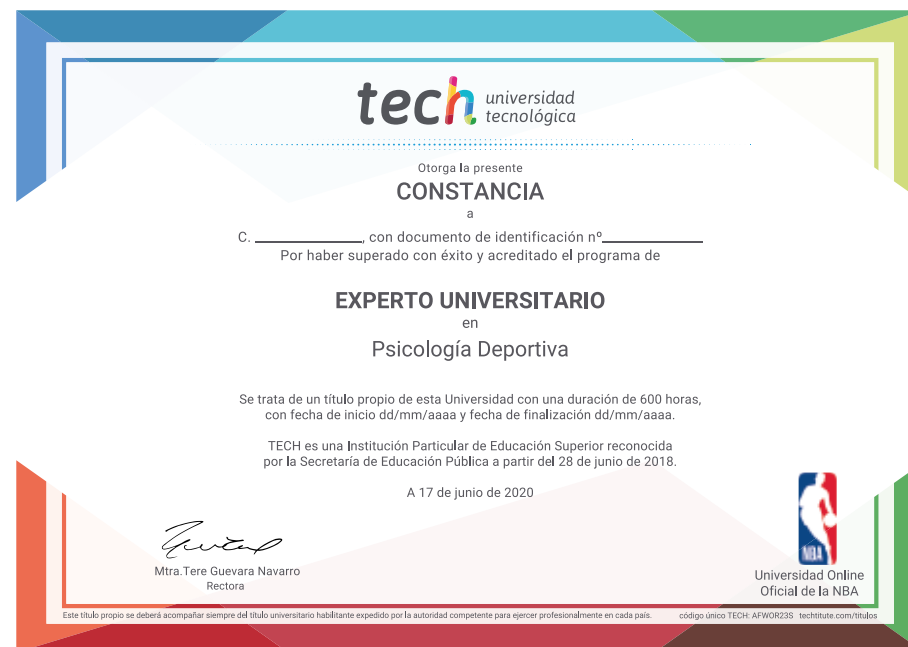 tech universidad
tecnológica
Otorga la presente
CONSTANCIA
a
C. ______________, con documento de identificación nº_____________
Por haber superado con éxito y acreditado el programa de
EXPERTO UNIVERSITARIO
en
Psicología Deportiva
Se trata de un título propio de esta Universidad con una duración de 600 horas,
con fecha de inicio dd/mm/aaaa y fecha de finalización dd/mm/aaaa.
TECH es una Institución Particular de Educación Superior reconocida
por la Secretaría de Educación Pública a partir del 28 de junio de 2018.
A 17 de junio de 2020
Mtra.Tere Guevara Navarro
Rectora
NBA
Universidad Online
Oficial de la NBA
Este título propio se deberá acompañar siempre del título universitario habilitante expedido por la autoridad competente para ejercer profesionalmente en cada país. código único TECH: AFWOR23S techtitute.com/titulos